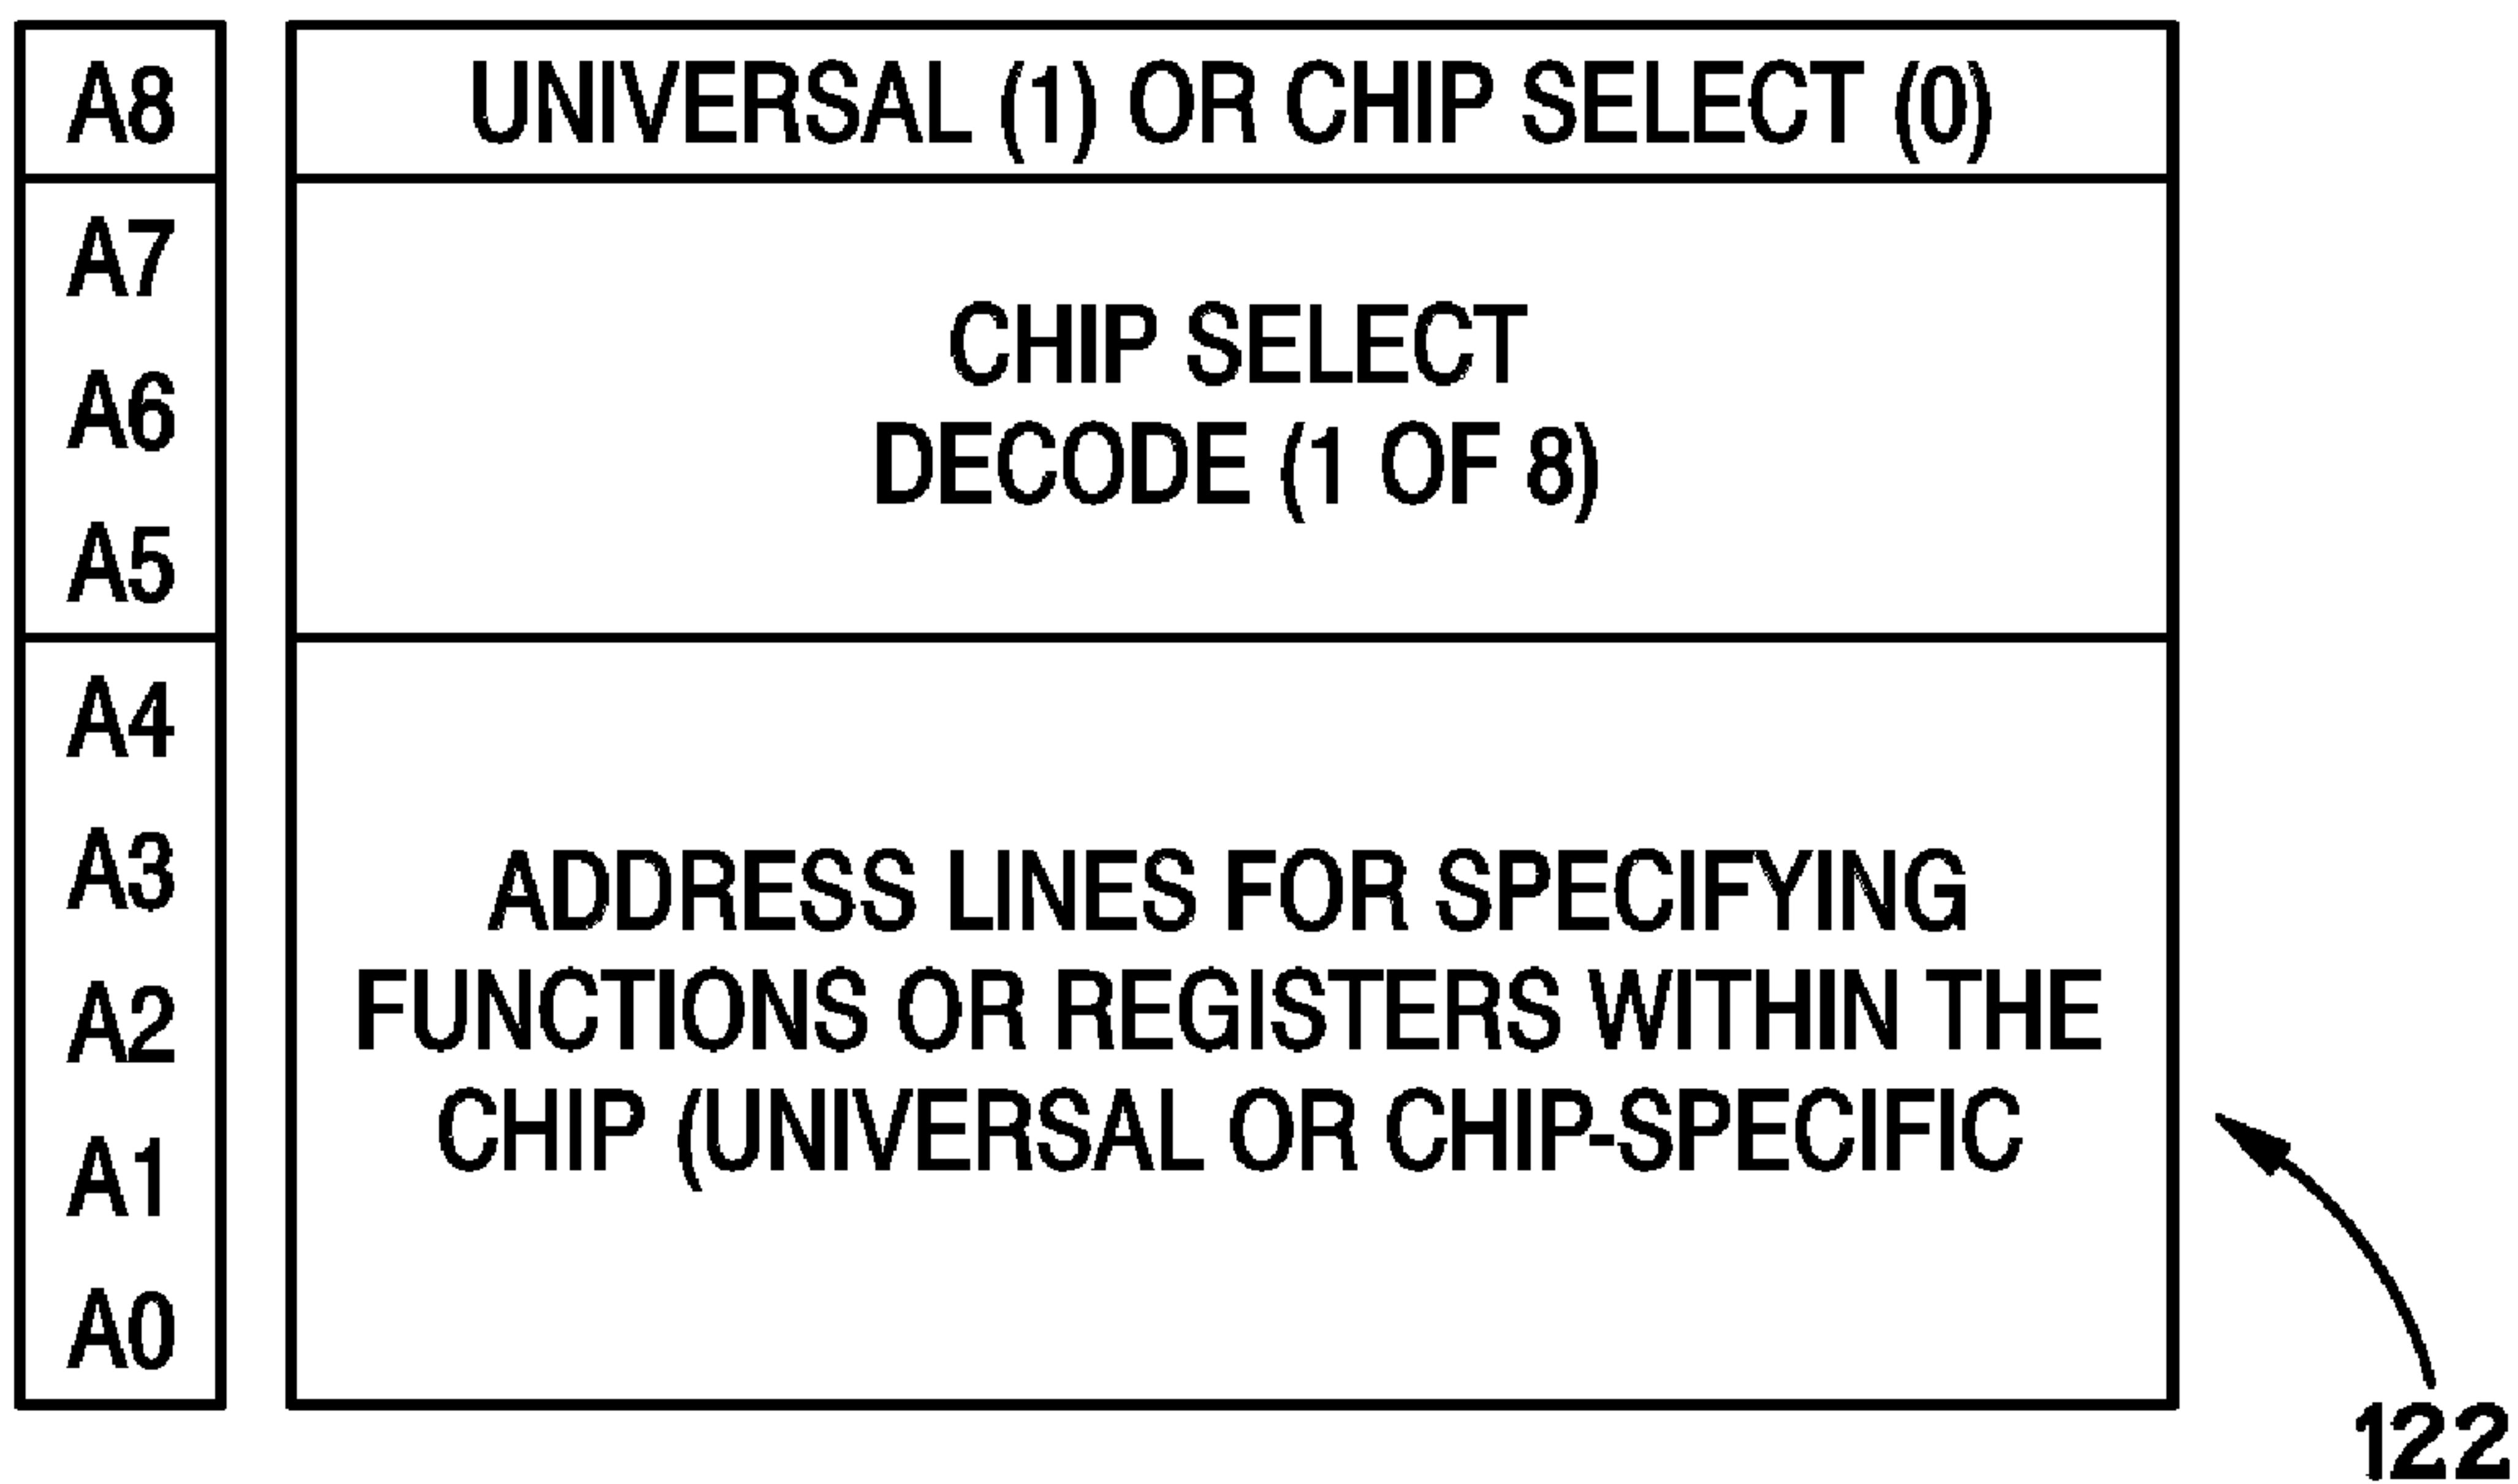 A8
UNIVERSAL (1) OR CHIP SELECT (0)
A7
A6
A5
CHIP SELECT
DECODE (1 OF 8)
A4
A3
A2
A1
A0
ADDRESS LINES FOR SPECIFYING
FUNCTIONS OR REGISTERS WITHIN THE
CHIP (UNIVERSAL OR CHIP-SPECIFIC
122